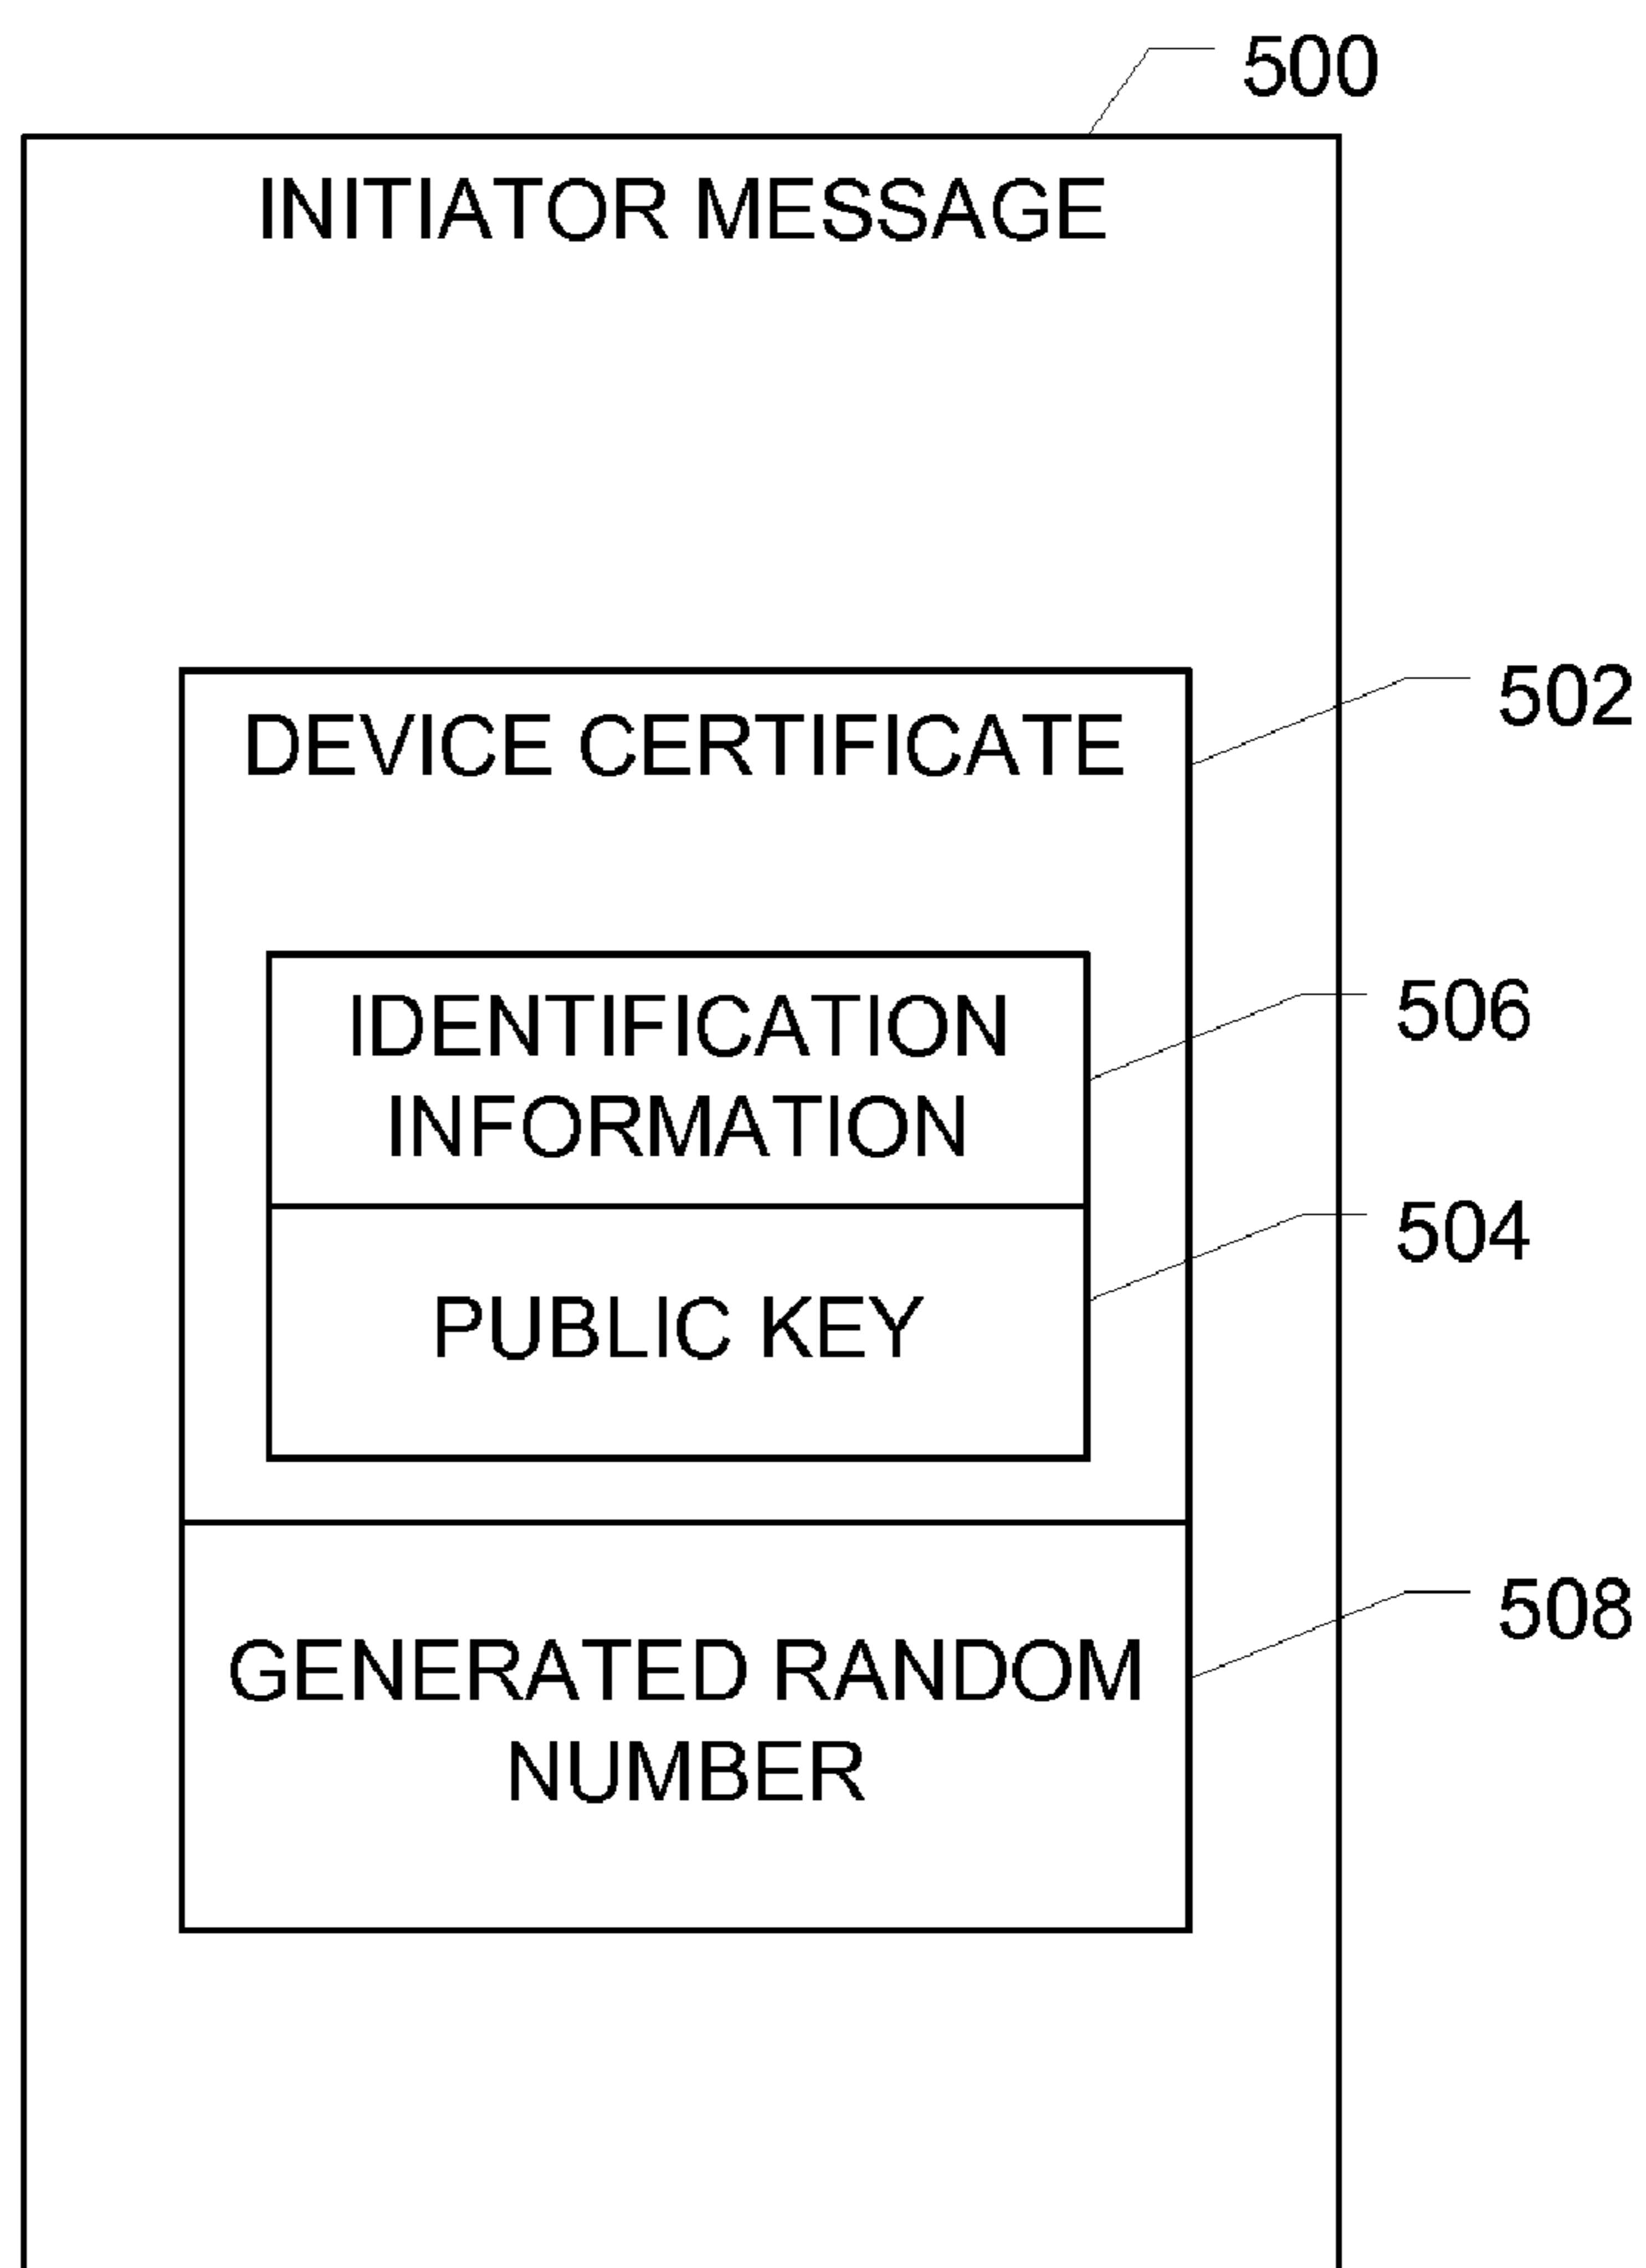 500
INITIATOR MESSAGE
502
DEVICE CERTIFICATE
506
IDENTIFICATION
INFORMATION
504
PUBLIC KEY
508
GENERATED RANDOM
NUMBER